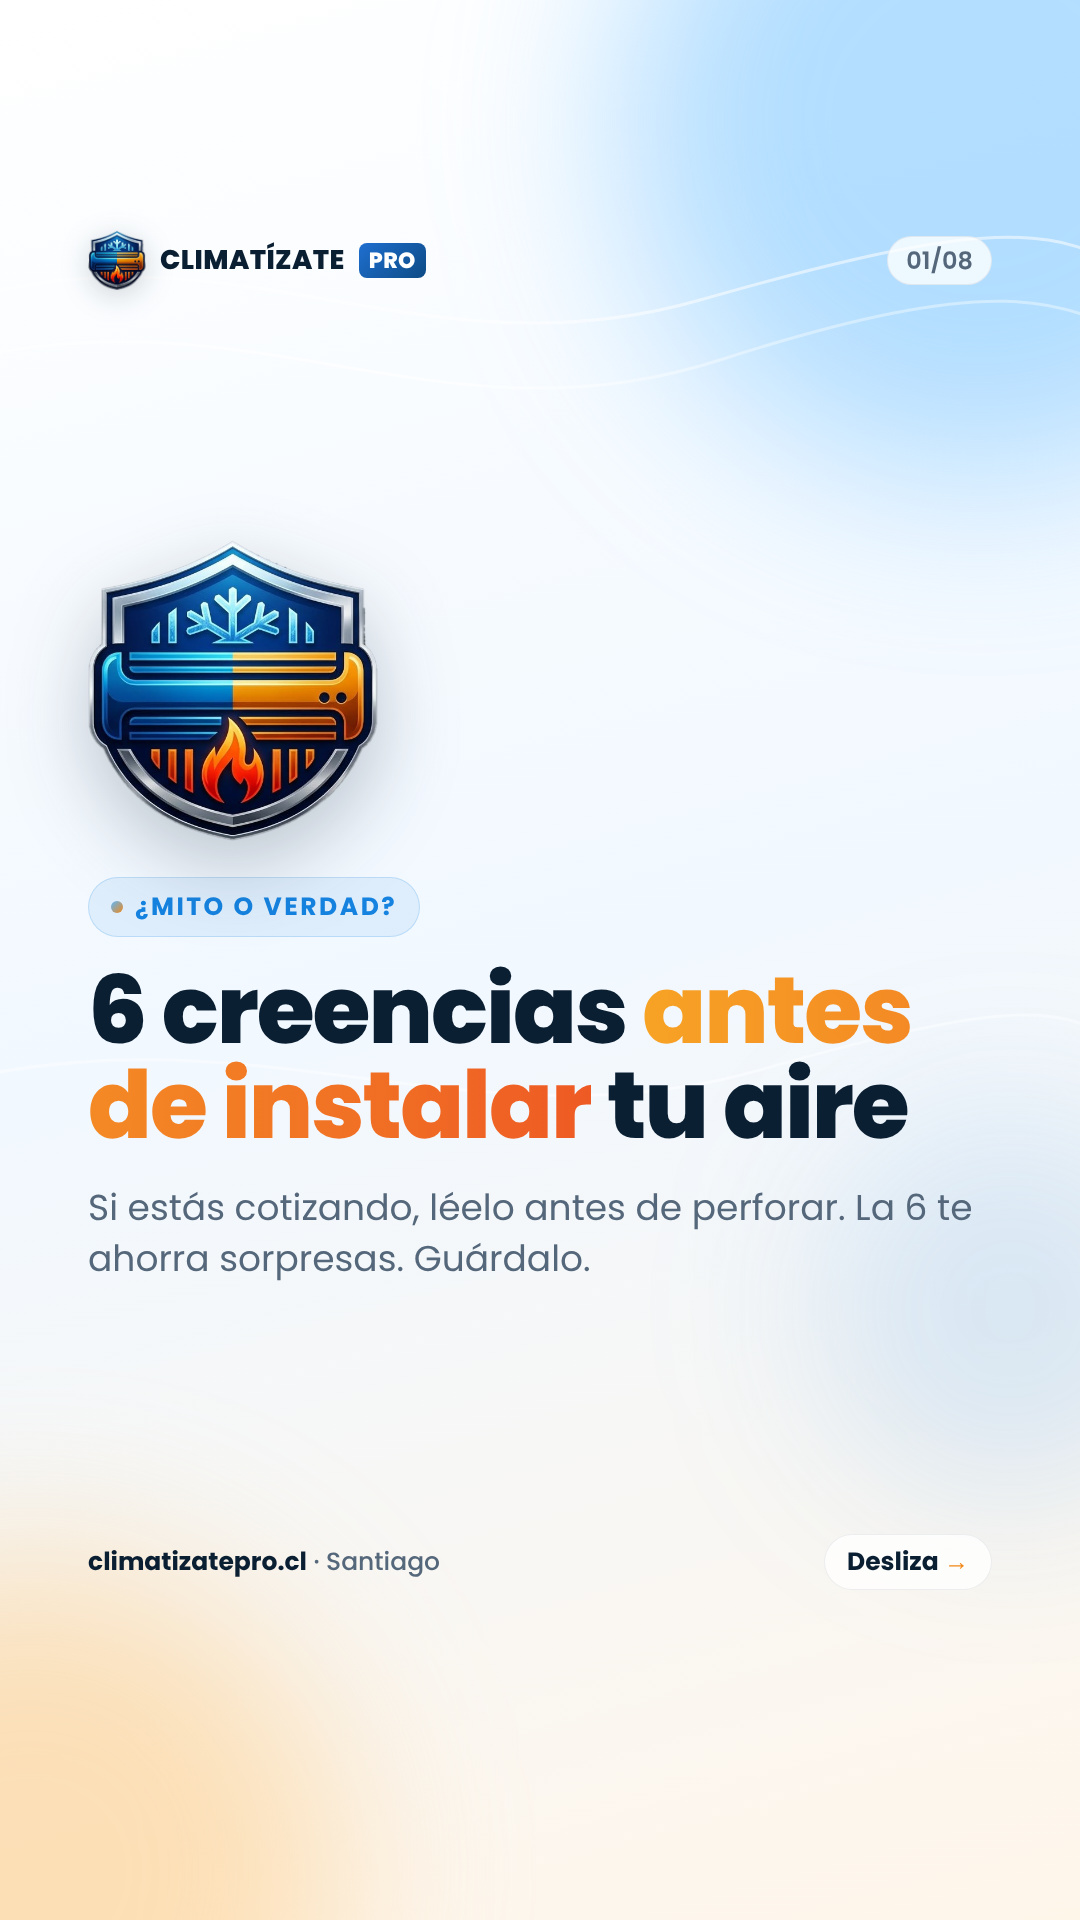 CLIMATÍZATE PRO
01/08
¿MITO O VERDAD?
6 creencias antes
de instalar tu aire
Si estás cotizando, léelo antes de perforar. La 6 te
ahorra sorpresas. Guárdalo.
climatizatepro.cl · Santiago
Desliza →